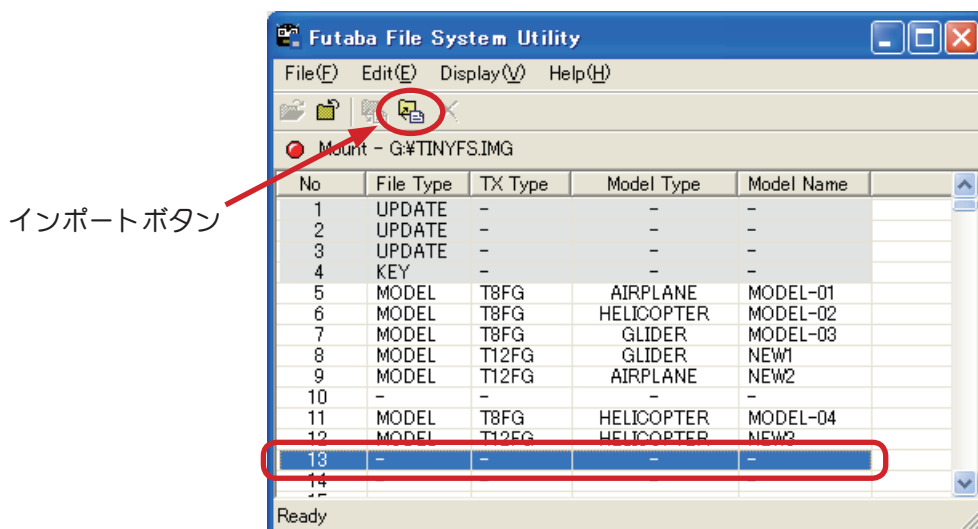 Futaba File System Utility
File(F) Edit(E) Display(V) Help(H)
Mount - G:¥TINYFS.IMG
インポートボタン
No File Type TX Type Model Type Model Name
1 UPDATE - - -
2 UPDATE - - -
3 UPDATE - - -
4 KEY - - -
5 MODEL T8FG AIRPLANE MODEL-01
6 MODEL T8FG HELICOPTER MODEL-02
7 MODEL T8FG GLIDER MODEL-03
8 MODEL T12FG GLIDER NEW1
9 MODEL T12FG AIRPLANE NEW2
10 - - - -
11 MODEL T8FG HELICOPTER MODEL-04
12 MODEL T12FG HELICOPTER NEW3
13 - - - -
14 - - - -
Ready